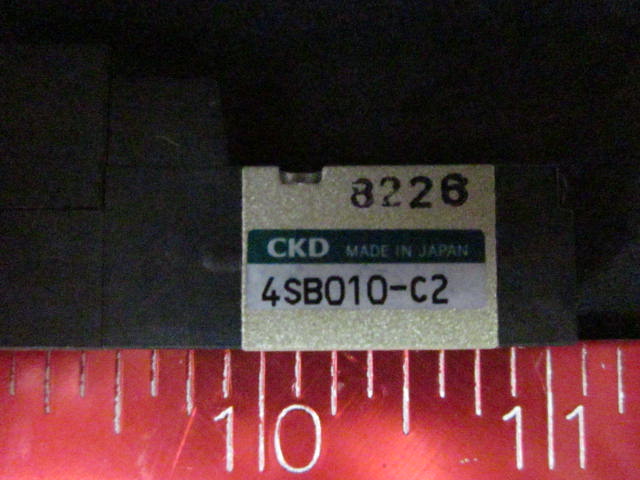 8226
CKD MADE IN JAPAN
4SB010-C2
10 11